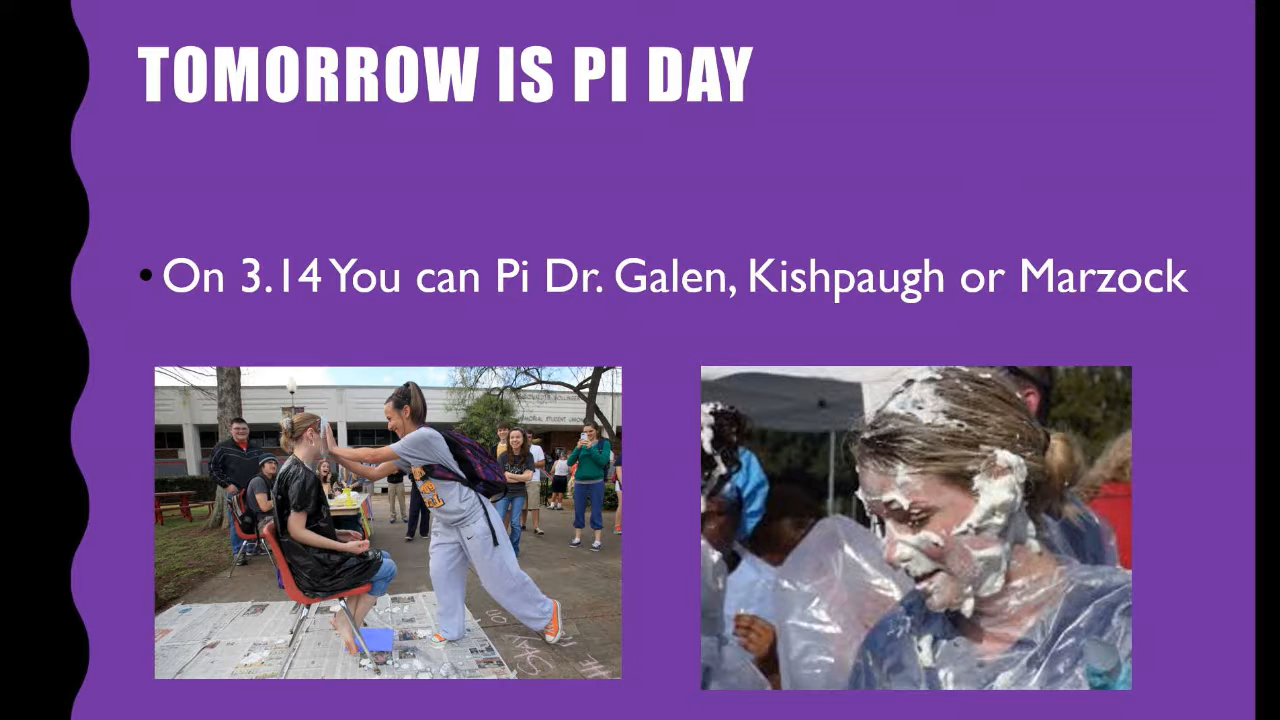 TOMORROW IS PI DAY
• On 3.14 You can Pi Dr. Galen, Kishpaugh or Marzock